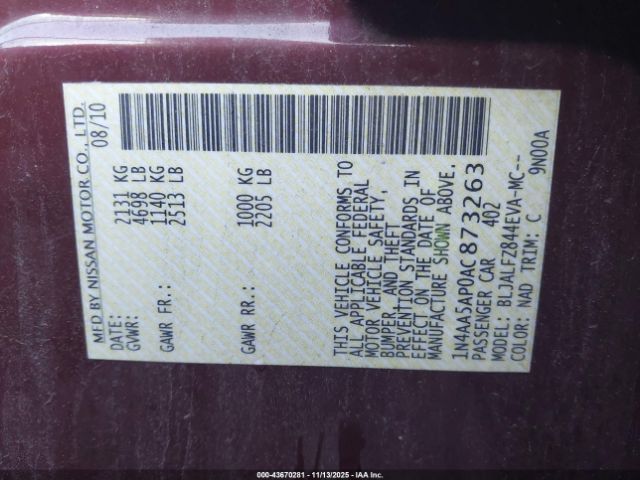 MFD BY NISSAN MOTOR CO., LTD.
DATE: 08/10
GVWR: 2131 KG
4698 LB
GAWR FR.: 1140 KG
2513 LB
GAWR RR.: 1000 KG
2205 LB
THIS VEHICLE CONFORMS TO
ALL APPLICABLE FEDERAL
MOTOR VEHICLE SAFETY,
BUMPER, AND THEFT
PREVENTION STANDARDS IN
EFFECT ON THE DATE OF
MANUFACTURE SHOWN ABOVE.
1N4AA5AP0AC873263
PASSENGER CAR 402
MODEL: BLJALFZ844EVA-MC--
COLOR: NAD TRIM: C 9N00A
000-43670281 - 11/13/2025 - IAA Inc.